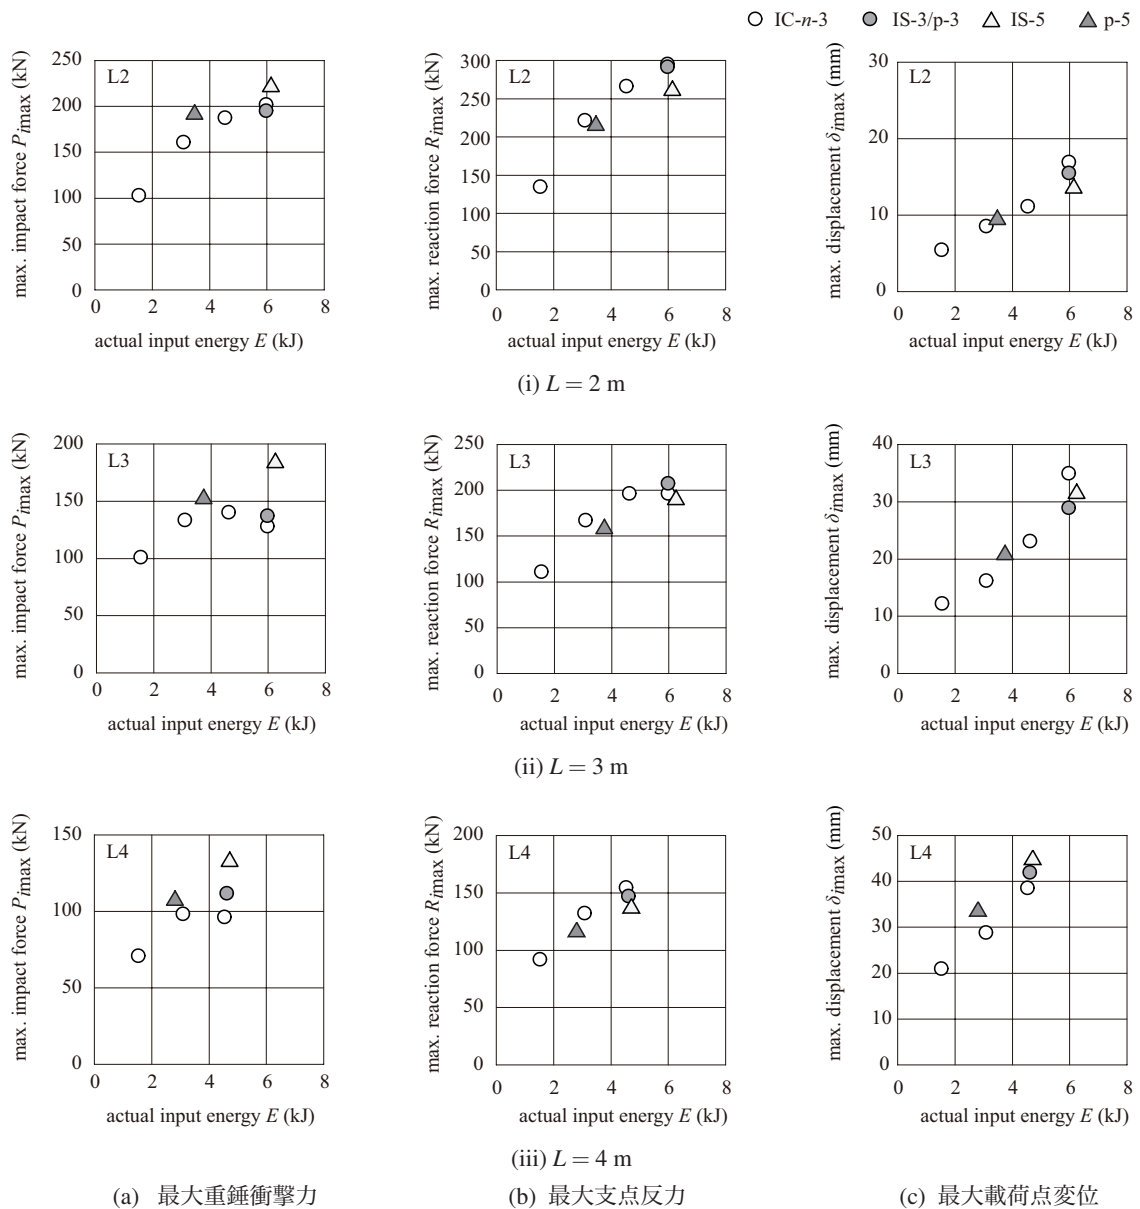 IC-n-3 IS-3/p-3 IS-5 p-5
max. impact force Pimax (kN)
250
200
150
100
50
0
L2
0 2 4 6 8
actual input energy E (kJ)
max. reaction force Rimax (kN)
300
250
200
150
100
50
0
L2
0 2 4 6 8
actual input energy E (kJ)
max. displacement δimax (mm)
30
20
10
0
L2
0 2 4 6 8
actual input energy E (kJ)
(i) L = 2 m
max. impact force Pimax (kN)
200
150
100
50
0
L3
0 2 4 6 8
actual input energy E (kJ)
max. reaction force Rimax (kN)
250
200
150
100
50
0
L3
0 2 4 6 8
actual input energy E (kJ)
max. displacement δimax (mm)
40
30
20
10
0
L3
0 2 4 6 8
actual input energy E (kJ)
(ii) L = 3 m
max. impact force Pimax (kN)
150
100
50
0
L4
0 2 4 6 8
actual input energy E (kJ)
max. reaction force Rimax (kN)
200
150
100
50
0
L4
0 2 4 6 8
actual input energy E (kJ)
max. displacement δimax (mm)
50
40
30
20
10
0
L4
0 2 4 6 8
actual input energy E (kJ)
(iii) L = 4 m
(a) 最大重錘衝撃力
(b) 最大支点反力
(c) 最大載荷点変位